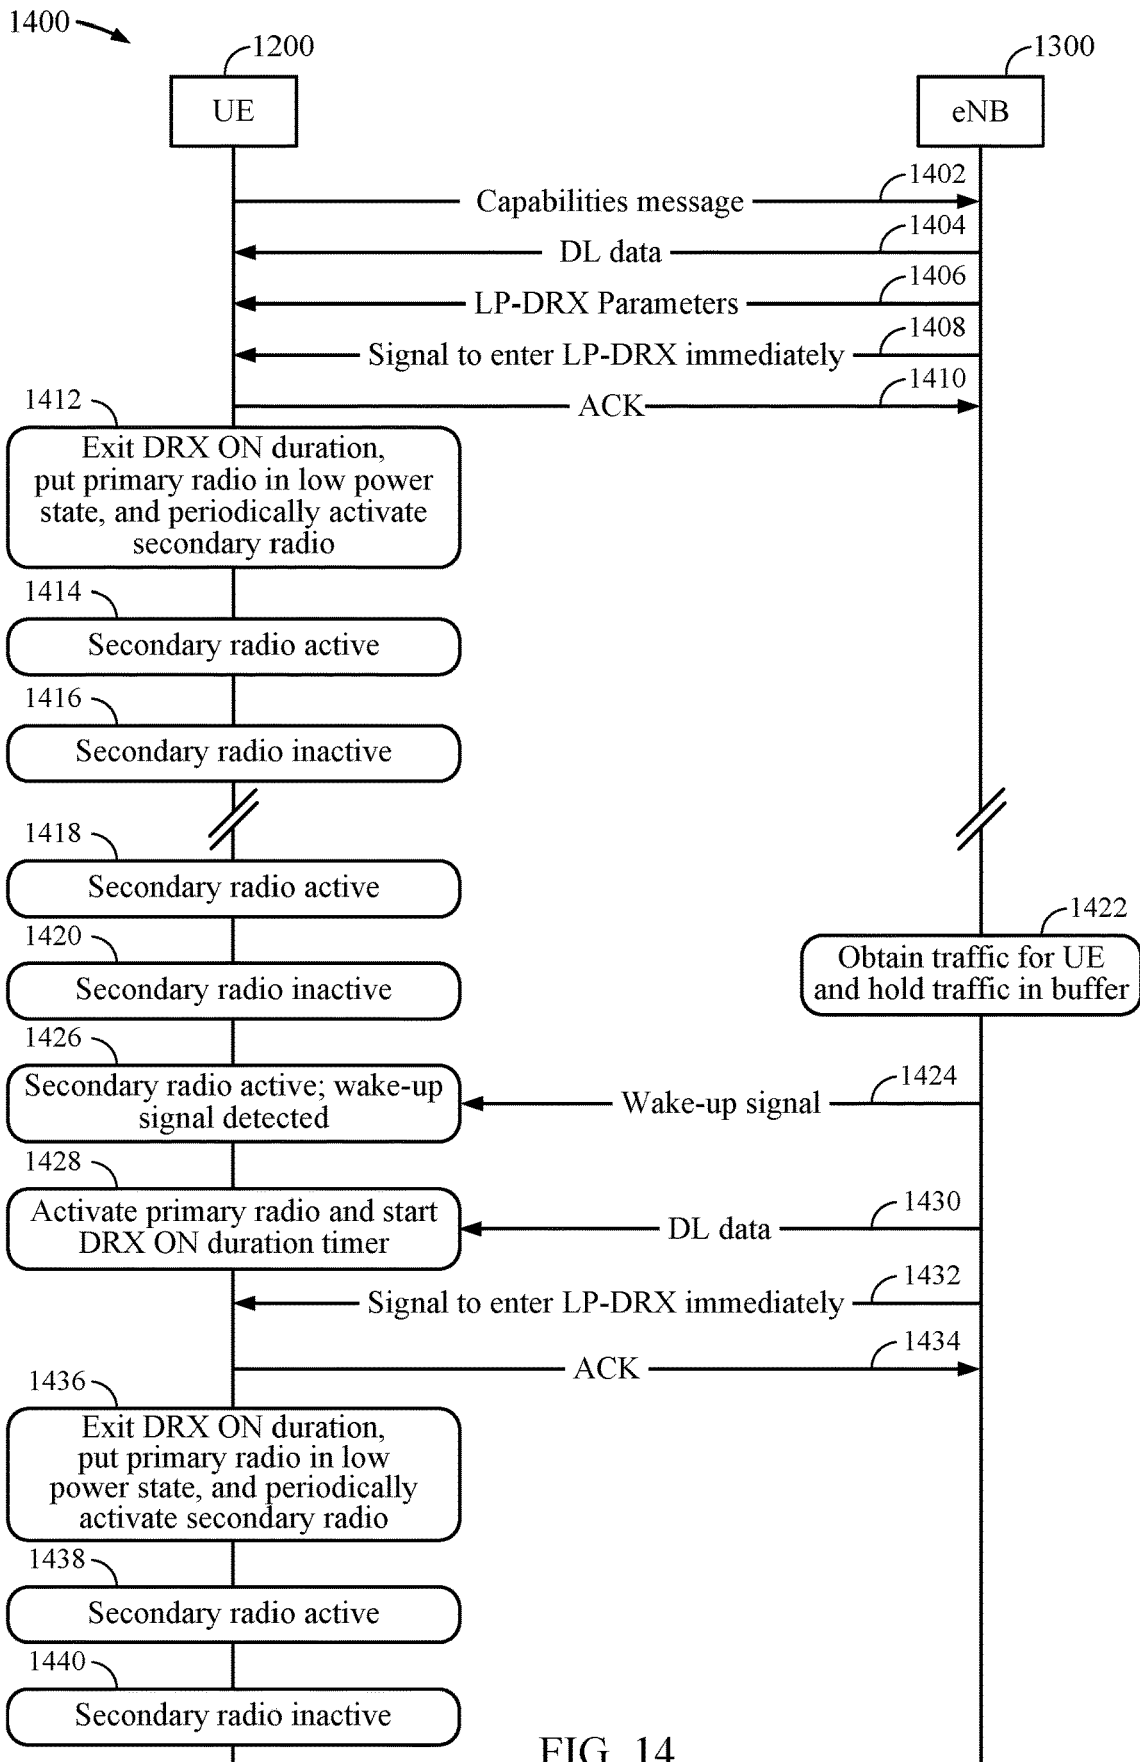 1400
1200
1300
UE
eNB
1402
Capabilities message
1404
DL data
1406
LP-DRX Parameters
1408
Signal to enter LP-DRX immediately
1410
ACK
1412
Exit DRX ON duration,
put primary radio in low power
state, and periodically activate
secondary radio
1414
Secondary radio active
1416
Secondary radio inactive
1418
Secondary radio active
1422
Obtain traffic for UE
and hold traffic in buffer
1420
Secondary radio inactive
1426
Secondary radio active; wake-up
signal detected
1424
Wake-up signal
1428
Activate primary radio and start
DRX ON duration timer
1430
DL data
1432
Signal to enter LP-DRX immediately
1434
ACK
1436
Exit DRX ON duration,
put primary radio in low
power state, and periodically
activate secondary radio
1438
Secondary radio active
1440
Secondary radio inactive
FIG. 14